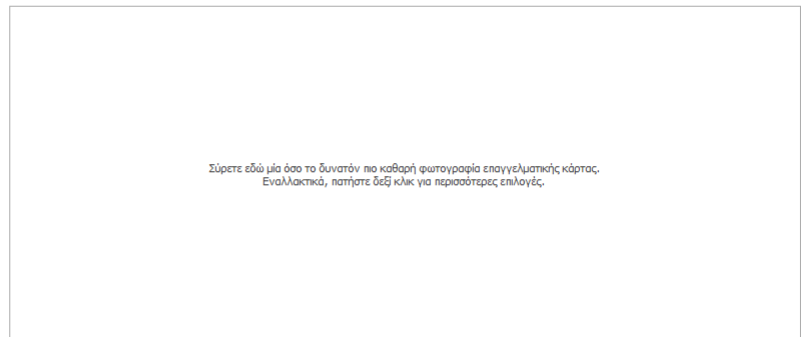 Σύρετε εδώ μία όσο το δυνατόν πιο καθαρή φωτογραφία επαγγελματικής κάρτας.
Εναλλακτικά, πατήστε δεξί κλικ για περισσότερες επιλογές.